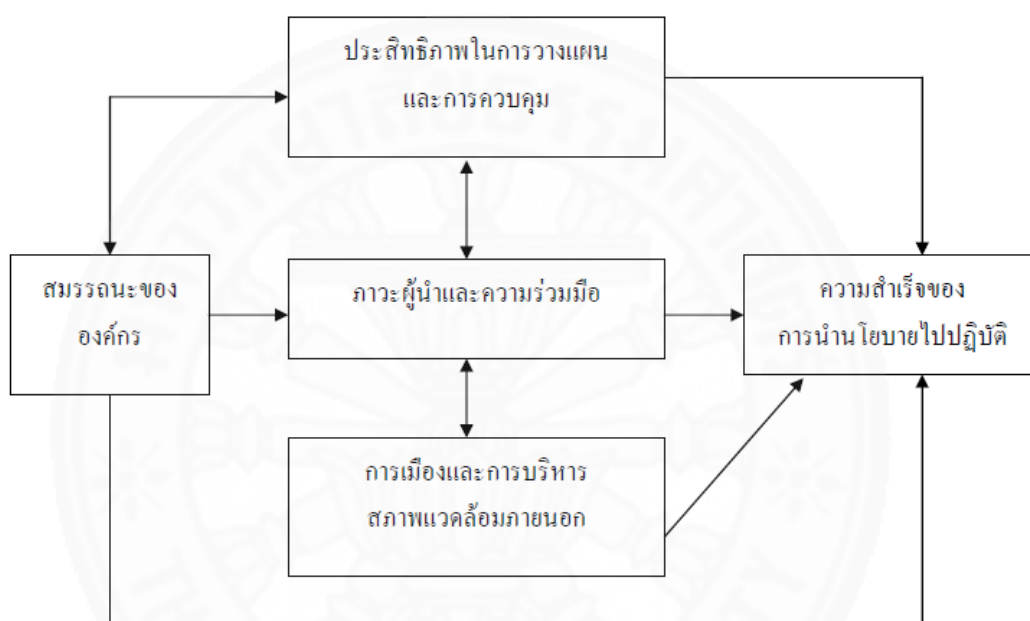 ประสิทธิภาพในการวางแผน
และการควบคุม
สมรรถนะของ
องค์กร
ภาวะผู้นำและความร่วมมือ
ความสำเร็จของ
การนำนโยบายไปปฏิบัติ
การเมืองและการบริหาร
สภาพแวดล้อมภายนอก